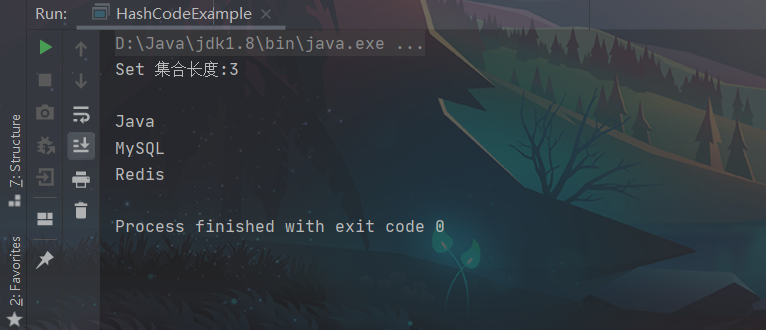 Run: HashCodeExample ×
D:\Java\jdk1.8\bin\java.exe ...
Set 集合长度:3
Java
MySQL
Redis
Process finished with exit code 0
7: Structure
2: Favorites